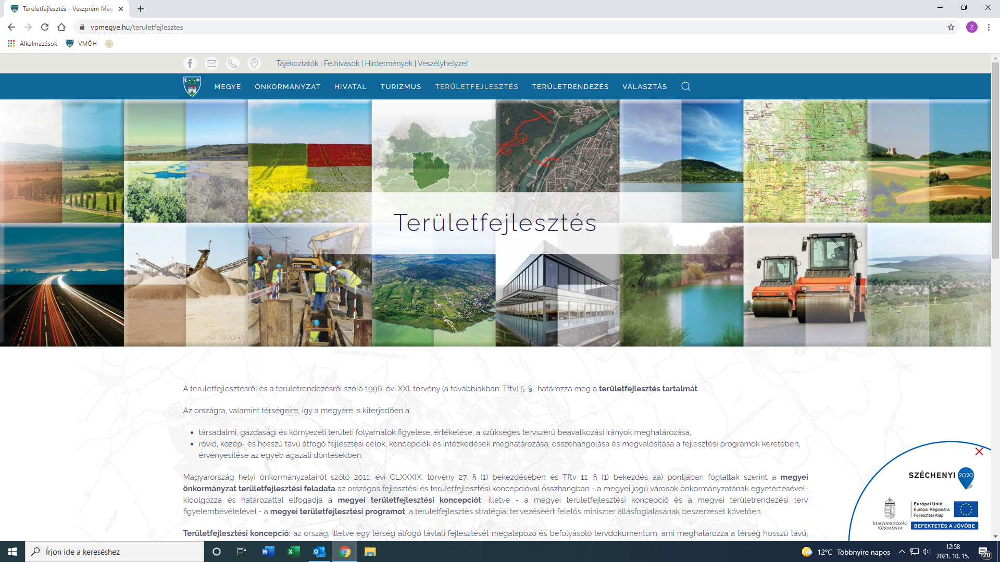 Területfejlesztés - Veszprém Meg
vpmegye.hu/teruletfejlesztes
Z
Alkalmazások
VMÖH
Tájékoztatók | Felhívások | Hirdetmények | Veszélyhelyzet
MEGYE ÖNKORMÁNYZAT HIVATAL TURIZMUS TERÜLETFEJLESZTÉS TERÜLETRENDEZÉS VÁLASZTÁS
Területfejlesztés
GYŐR-MOSON-SOPRON MEGYE
A területfejlesztésről és a területrendezésről szóló 1996. évi XXI. törvény (a továbbiakban: Tftv) 5. §- határozza meg a területfejlesztés tartalmát.
Az országra, valamint térségeire, így a megyére is kiterjedően a
• társadalmi, gazdasági és környezeti területi folyamatok figyelése, értékelése, a szükséges tervszerű beavatkozási irányok meghatározása,
• rövid, közép- és hosszú távú átfogó fejlesztési célok, koncepciók és intézkedések meghatározása, összehangolása és megvalósítása a fejlesztési programok keretében,
érvényesítése az egyéb ágazati döntésekben.
Magyarország helyi önkormányzatairól szóló 2011. évi CLXXXIX. törvény 27. § (1) bekezdésében és Tftv 11. § (1) bekezdés aa) pontjában foglaltak szerint a megyei
önkormányzat területfejlesztési feladata az országos fejlesztési és területfejlesztési koncepcióval összhangban - a megyei jogú városok önkormányzatának egyetértésével-
kidolgozza és határozattal elfogadja a megyei területfejlesztési koncepciót, illetve - a megyei területfejlesztési koncepció és a megyei területrendezési terv
figyelembevételével - a megyei területfejlesztési programot, a területfejlesztés stratégiai tervezéséért felelős miniszter állásfoglalásának beszerzését követően.
Területfejlesztési koncepció: az ország, illetve egy térség átfogó távlati fejlesztését megalapozó és befolyásoló tervdokumentum, ami meghatározza a térség hosszú távú,
VAS MEGYE
SZÉCHENYI 2020
MAGYARORSZÁG
KORMÁNYA
Európai Unió
Európai Regionális
Fejlesztési Alap
BEFEKTETÉS A JÖVŐBE
Írjon ide a kereséshez
12°C Többnyire napos
12:58
2021. 10. 15.
20